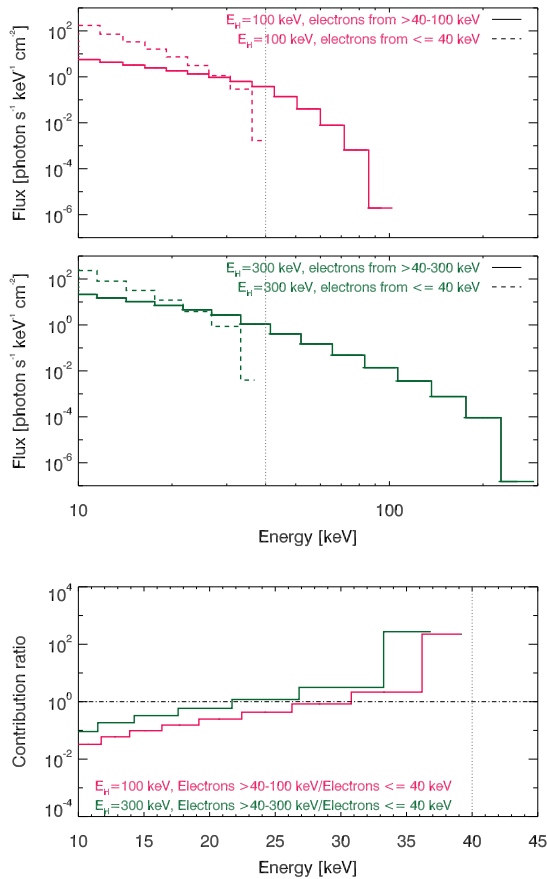 E_H=100 keV, electrons from >40-100 keV
E_H=100 keV, electrons from <= 40 keV
10^2
10^0
10^-2
10^-4
10^-6
Flux [photon s^-1 keV^-1 cm^-2]
E_H=300 keV, electrons from >40-300 keV
E_H=300 keV, electrons from <= 40 keV
10^2
10^0
10^-2
10^-4
10^-6
Flux [photon s^-1 keV^-1 cm^-2]
10 100
Energy [keV]
10^4
10^2
10^0
10^-2
10^-4
Contribution ratio
E_H=100 keV, Electrons >40-100 keV/Electrons <= 40 keV
E_H=300 keV, Electrons >40-300 keV/Electrons <= 40 keV
10 15 20 25 30 35 40 45
Energy [keV]